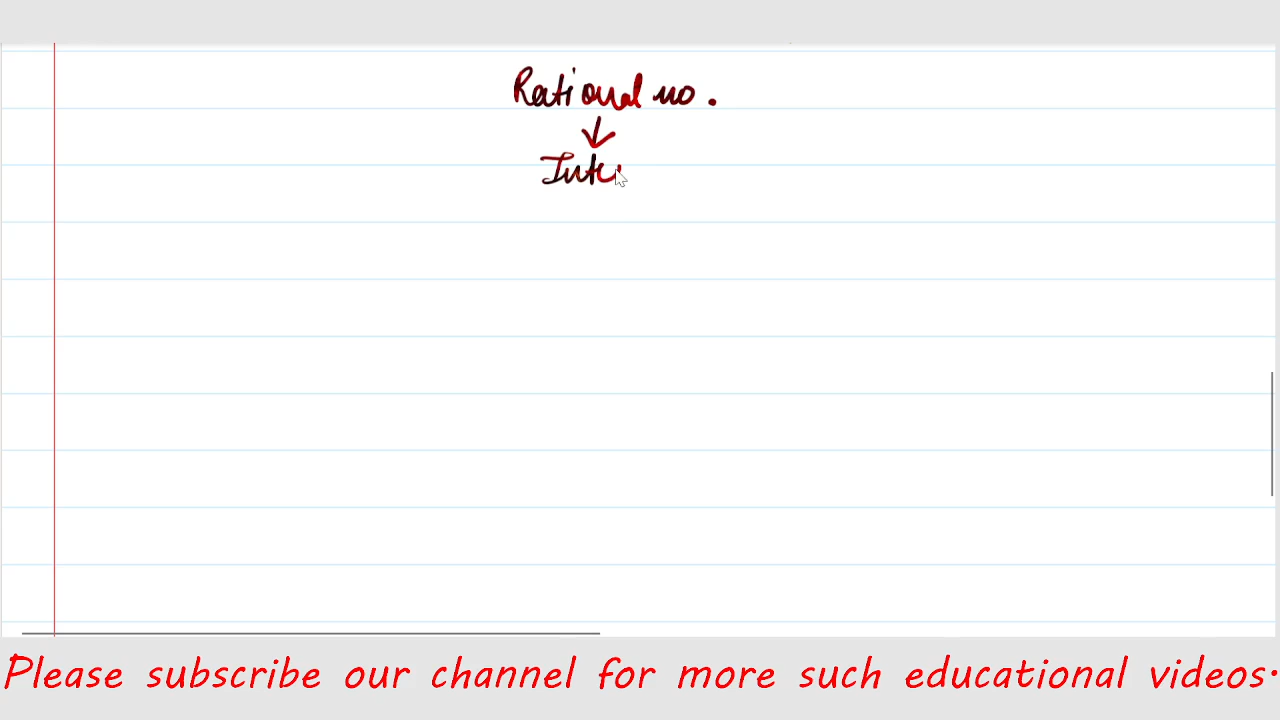 Rational no.
↓
Inte
Please subscribe our channel for more such educational videos.